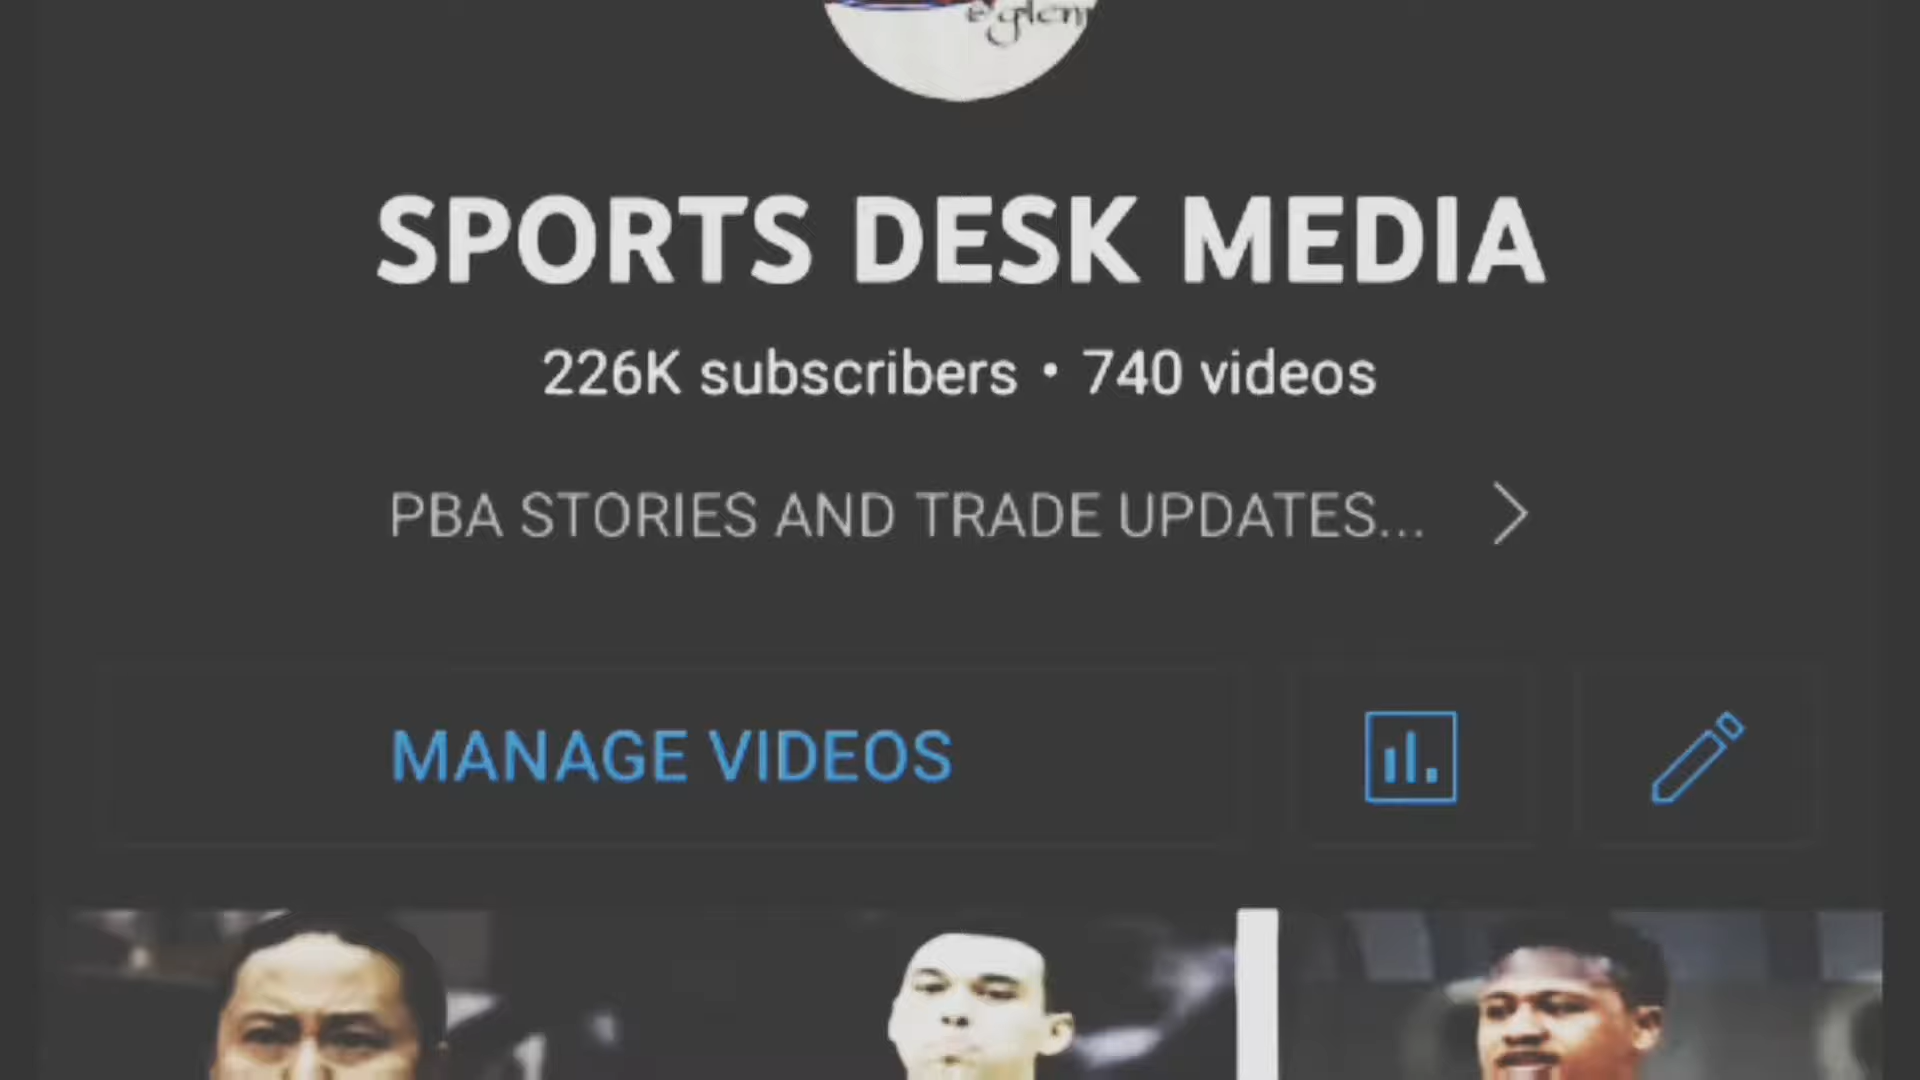 SPORTS DESK MEDIA
226K subscribers • 740 videos
PBA STORIES AND TRADE UPDATES...
MANAGE VIDEOS